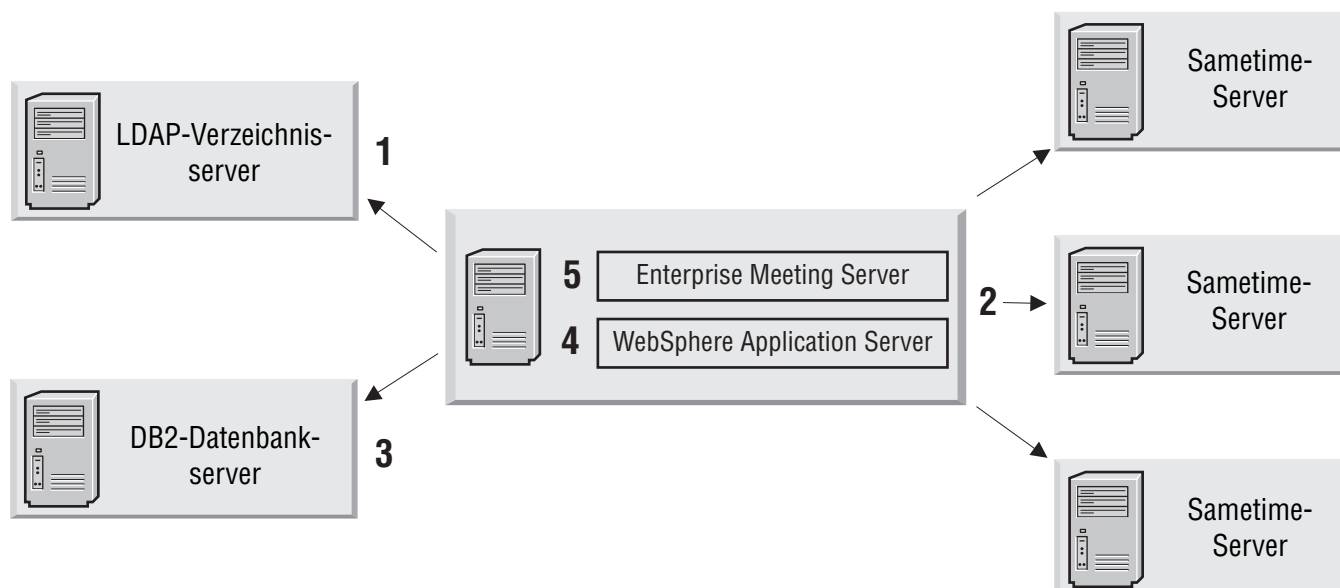 LDAP-Verzeichnis-
server
1
DB2-Datenbank-
server
3
5
Enterprise Meeting Server
4
WebSphere Application Server
2
Sametime-
Server
Sametime-
Server
Sametime-
Server